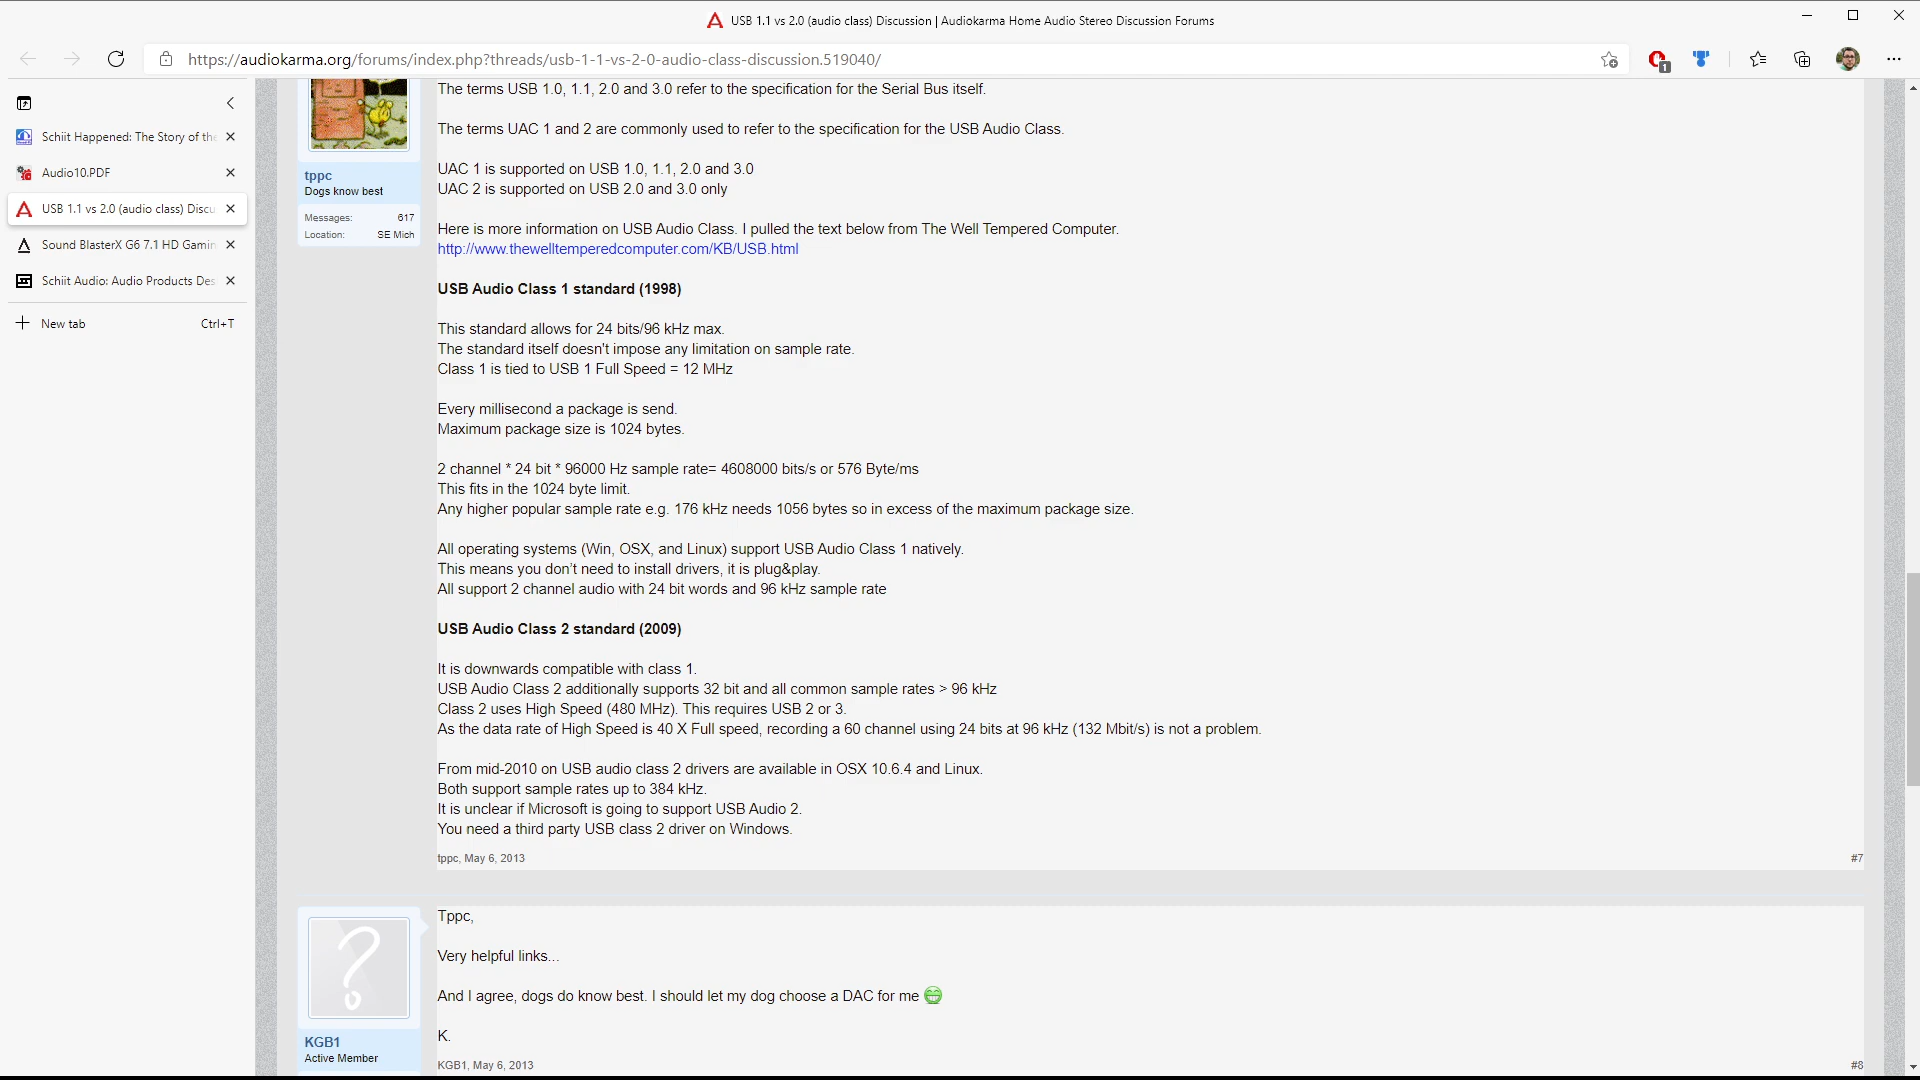 USB 1.1 vs 2.0 (audio class) Discussion | Audiokarma Home Audio Stereo Discussion Forums
https://audiokarma.org/forums/index.php?threads/usb-1-1-vs-2-0-audio-class-discussion.519040/
1
Schiit Happened: The Story of the
Audio10.PDF
USB 1.1 vs 2.0 (audio class) Discu
Sound BlasterX G6 7.1 HD Gamin
Schiit Audio: Audio Products Des
New tab Ctrl+T
tppc
Dogs know best
Messages: 617
Location: SE Mich
The terms USB 1.0, 1.1, 2.0 and 3.0 refer to the specification for the Serial Bus itself.
The terms UAC 1 and 2 are commonly used to refer to the specification for the USB Audio Class.
UAC 1 is supported on USB 1.0, 1.1, 2.0 and 3.0
UAC 2 is supported on USB 2.0 and 3.0 only
Here is more information on USB Audio Class. I pulled the text below from The Well Tempered Computer.
http://www.thewelltemperedcomputer.com/KB/USB.html
USB Audio Class 1 standard (1998)
This standard allows for 24 bits/96 kHz max.
The standard itself doesn't impose any limitation on sample rate.
Class 1 is tied to USB 1 Full Speed = 12 MHz
Every millisecond a package is send.
Maximum package size is 1024 bytes.
2 channel * 24 bit * 96000 Hz sample rate= 4608000 bits/s or 576 Byte/ms
This fits in the 1024 byte limit.
Any higher popular sample rate e.g. 176 kHz needs 1056 bytes so in excess of the maximum package size.
All operating systems (Win, OSX, and Linux) support USB Audio Class 1 natively.
This means you don’t need to install drivers, it is plug&play.
All support 2 channel audio with 24 bit words and 96 kHz sample rate
USB Audio Class 2 standard (2009)
It is downwards compatible with class 1.
USB Audio Class 2 additionally supports 32 bit and all common sample rates > 96 kHz
Class 2 uses High Speed (480 MHz). This requires USB 2 or 3.
As the data rate of High Speed is 40 X Full speed, recording a 60 channel using 24 bits at 96 kHz (132 Mbit/s) is not a problem.
From mid-2010 on USB audio class 2 drivers are available in OSX 10.6.4 and Linux.
Both support sample rates up to 384 kHz.
It is unclear if Microsoft is going to support USB Audio 2.
You need a third party USB class 2 driver on Windows.
tppc, May 6, 2013 #7
KGB1
Active Member
Tppc,
Very helpful links...
And I agree, dogs do know best. I should let my dog choose a DAC for me
K.
KGB1, May 6, 2013 #8